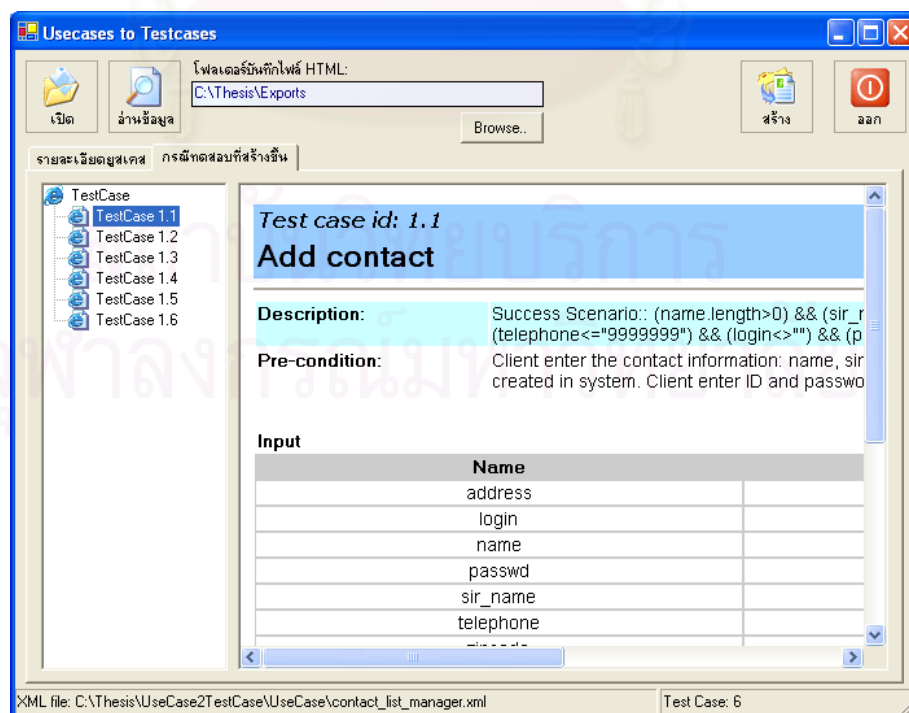 Usecases to Testcases
โฟลเดอร์บันทึกไฟล์ HTML:
C:\Thesis\Exports
เปิด
อ่านข้อมูล
Browse..
สร้าง
ออก
รายละเอียดยูสเคส
กรณีทดสอบที่สร้างขึ้น
TestCase
TestCase 1.1
TestCase 1.2
TestCase 1.3
TestCase 1.4
TestCase 1.5
TestCase 1.6
Test case id: 1.1
Add contact
Description: Success Scenario:: (name.length>0) && (sir_r
(telephone<="9999999") && (login<>"") && (p
Pre-condition: Client enter the contact information: name, sir
created in system. Client enter ID and passwo
Input
Name
address
login
name
passwd
sir_name
telephone
XML file: C:\Thesis\UseCase2TestCase\UseCase\contact_list_manager.xml
Test Case: 6